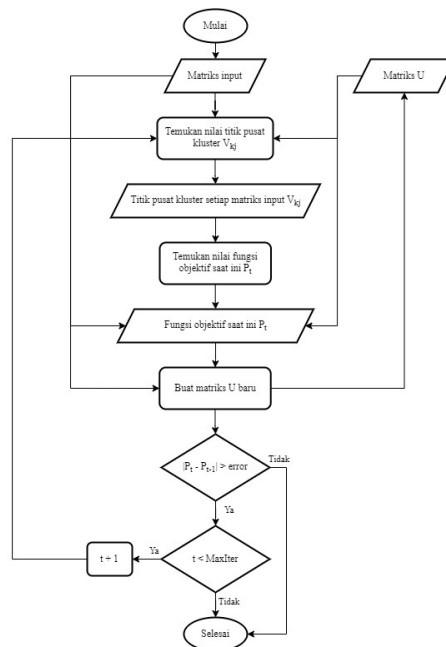 Mulai
Matriks input
Matriks U
Temukan nilai titik pusat
kluster Vkj
Titik pusat kluster setiap matriks input Vkj
Temukan nilai fungsi
objektif saat ini Pt
Fungsi objektif saat ini Pt
Buat matriks U baru
|Pt - Pt-1| > error
Tidak
Ya
t < MaxIter
Ya
t + 1
Tidak
Selesai